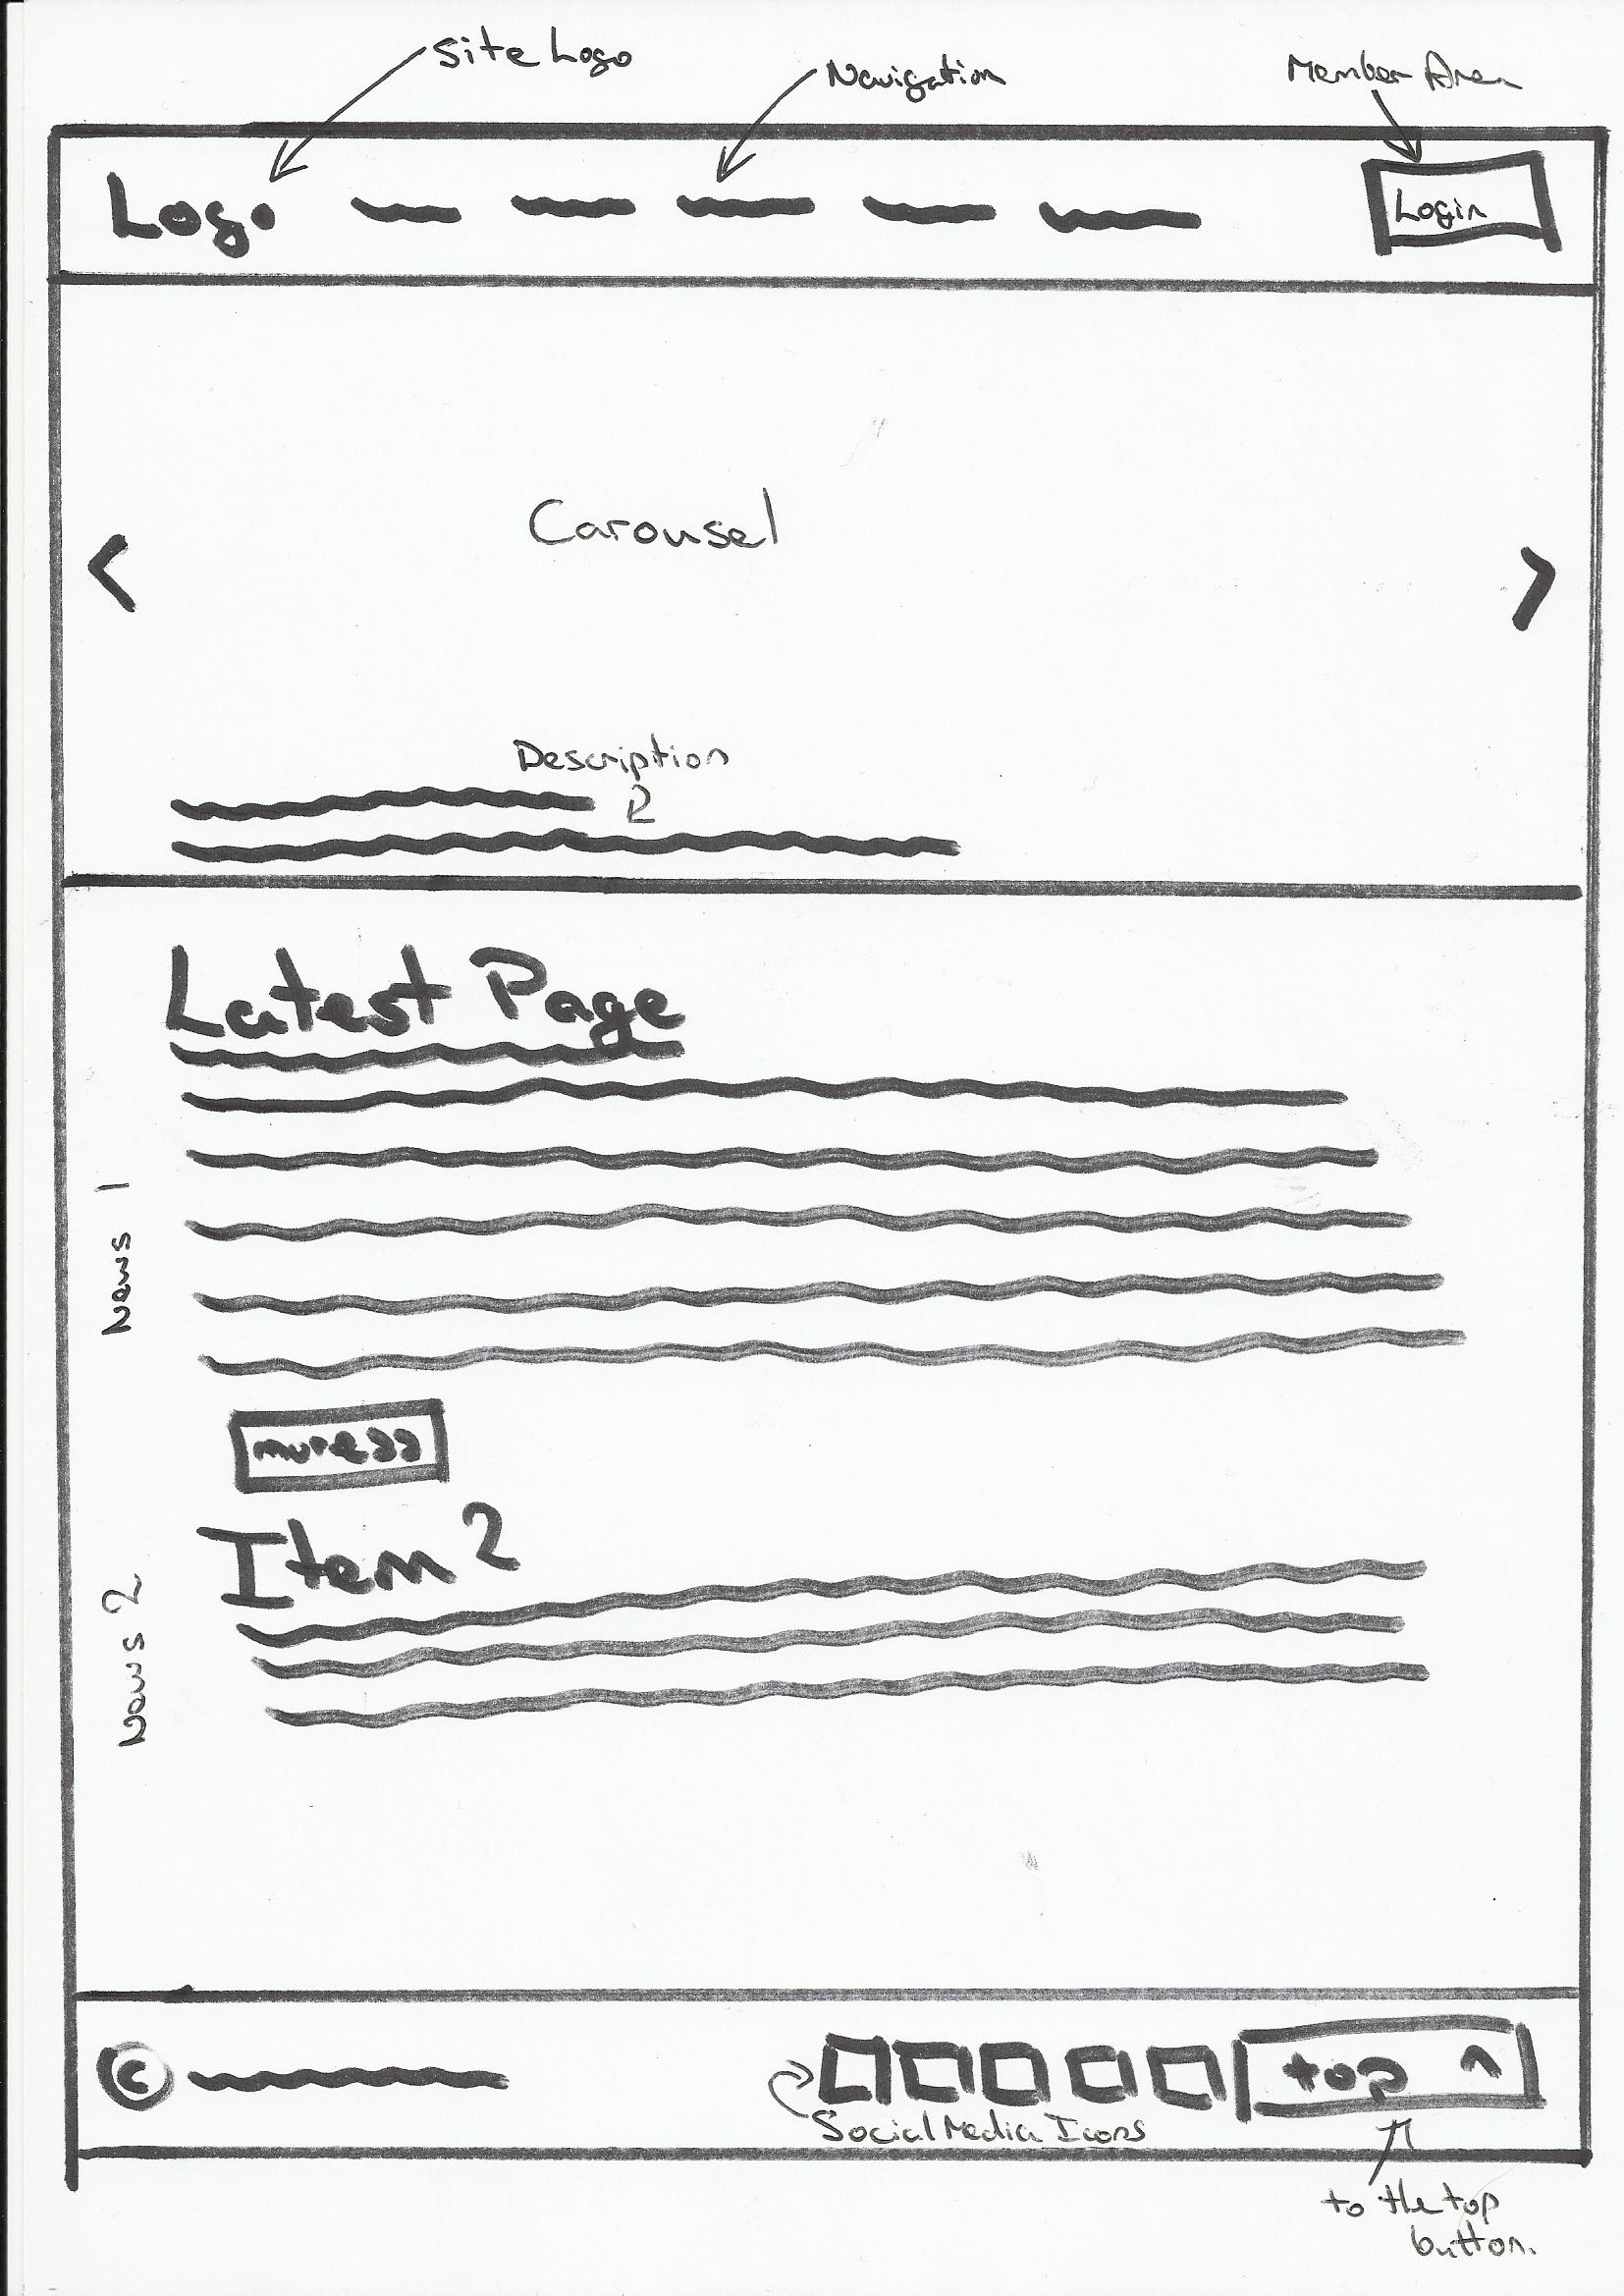 Site Logo
Navigation
Member Area
Logo
Login
Carousel
<
>
Description
Latest Page
News 1
Item 2
News 2
©
top ^
Social Media Icons
to the top
button.